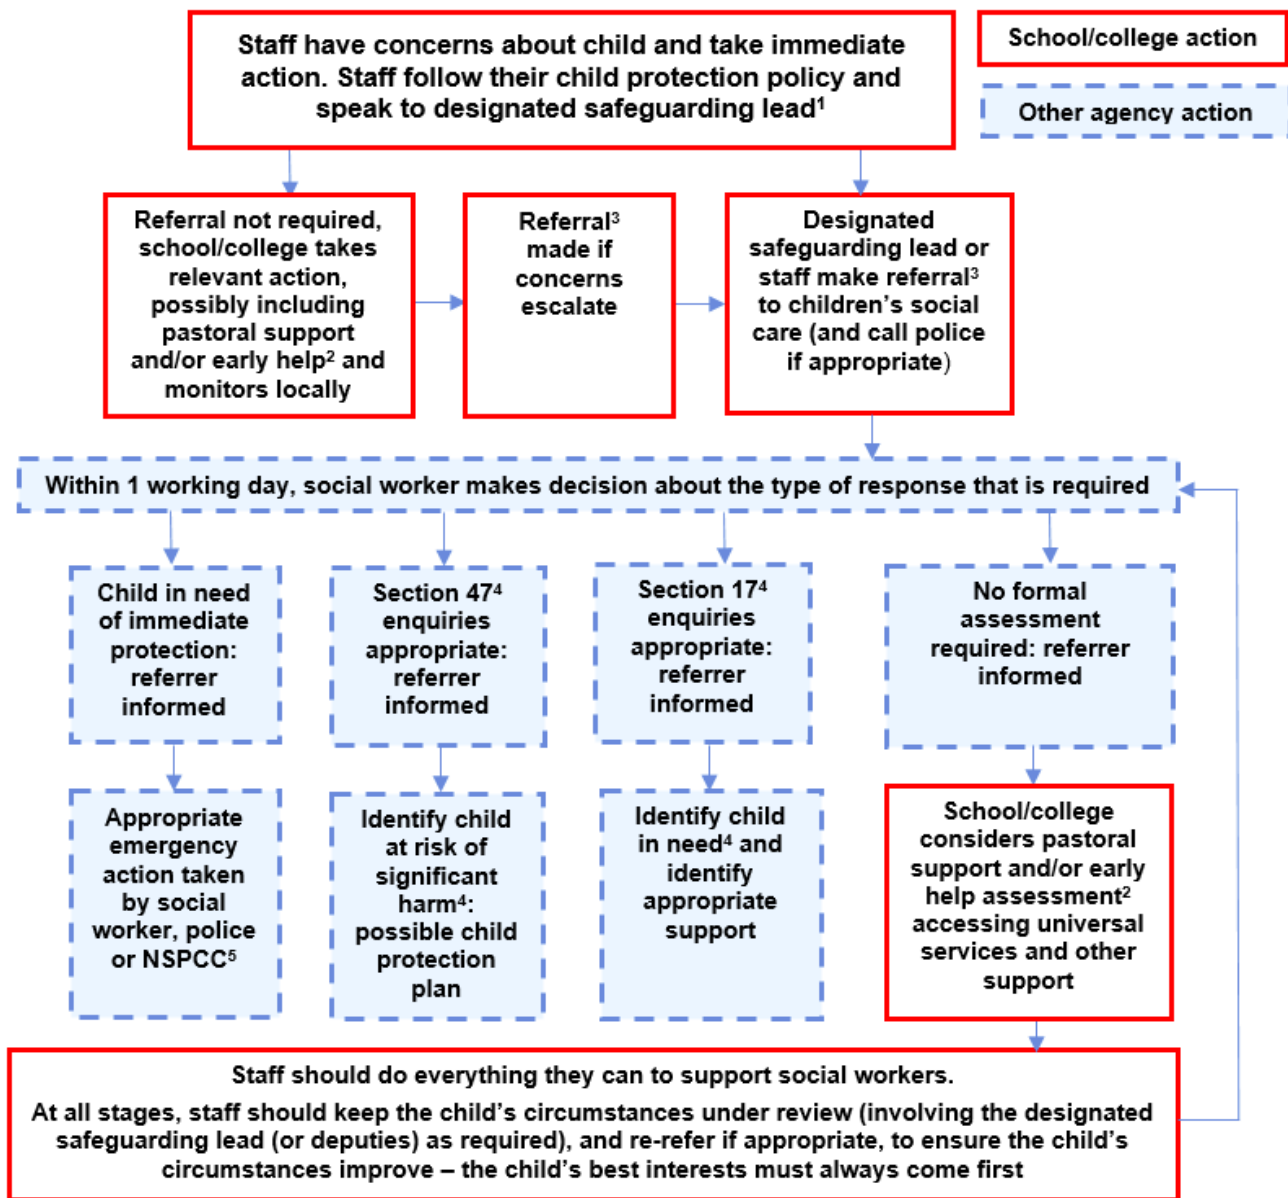 Staff have concerns about child and take immediate
action. Staff follow their child protection policy and
speak to designated safeguarding lead¹
School/college action
Other agency action
Referral not required,
school/college takes
relevant action,
possibly including
pastoral support
and/or early help² and
monitors locally
Referral³
made if
concerns
escalate
Designated
safeguarding lead or
staff make referral³
to children’s social
care (and call police
if appropriate)
Within 1 working day, social worker makes decision about the type of response that is required
Child in need
of immediate
protection:
referrer
informed
Section 47⁴
enquiries
appropriate:
referrer
informed
Section 17⁴
enquiries
appropriate:
referrer
informed
No formal
assessment
required: referrer
informed
Appropriate
emergency
action taken
by social
worker, police
or NSPCC⁵
Identify child
at risk of
significant
harm⁴:
possible child
protection
plan
Identify child
in need⁴ and
identify
appropriate
support
School/college
considers pastoral
support and/or early
help assessment²
accessing universal
services and other
support
Staff should do everything they can to support social workers.
At all stages, staff should keep the child’s circumstances under review (involving the designated
safeguarding lead (or deputies) as required), and re-refer if appropriate, to ensure the child’s
circumstances improve – the child’s best interests must always come first